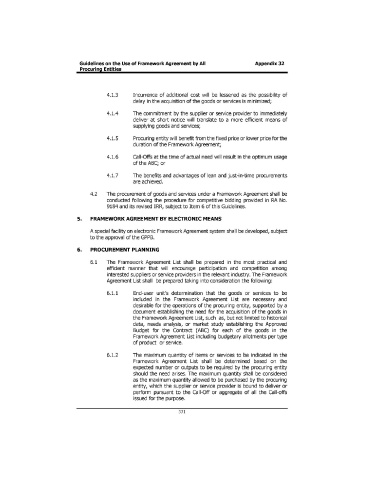 Guidelines on the Use of Framework Agreement by All Appendix 32
Procuring Entities
4.1.3 Incurrence of additional cost will be lessened as the possibility of
delay in the acquisition of the goods or services is minimized;
4.1.4 The commitment by the supplier or service provider to immediately
deliver at short notice will translate to a more efficient means of
supplying goods and services;
4.1.5 Procuring entity will benefit from the fixed price or lower price for the
duration of the Framework Agreement;
4.1.6 Call-Offs at the time of actual need will result in the optimum usage
of the ABC; or
4.1.7 The benefits and advantages of lean and just-in-time procurements
are achieved.
4.2 The procurement of goods and services under a Framework Agreement shall be
conducted following the procedure for competitive bidding provided in RA No.
9184 and its revised IRR, subject to Item 6 of this Guidelines.
5. FRAMEWORK AGREEMENT BY ELECTRONIC MEANS
A special facility on electronic Framework Agreement system shall be developed, subject
to the approval of the GPPB.
6. PROCUREMENT PLANNING
6.1 The Framework Agreement List shall be prepared in the most practical and
efficient manner that will encourage participation and competition among
interested suppliers or service providers in the relevant industry. The Framework
Agreement List shall be prepared taking into consideration the following:
6.1.1 End-user unit's determination that the goods or services to be
included in the Framework Agreement List are necessary and
desirable for the operations of the procuring entity, supported by a
document establishing the need for the acquisition of the goods in
the Framework Agreement List, such as, but not limited to historical
data, needs analysis, or market study establishing the Approved
Budget for the Contract (ABC) for each of the goods in the
Framework Agreement List including budgetary allotments per type
of product or service.
6.1.2 The maximum quantity of items or services to be indicated in the
Framework Agreement List shall be determined based on the
expected number or outputs to be required by the procuring entity
should the need arises. The maximum quantity shall be considered
as the maximum quantity allowed to be purchased by the procuring
entity, which the supplier or service provider is bound to deliver or
perform pursuant to the Call-Off or aggregate of all the Call-offs
issued for the purpose.